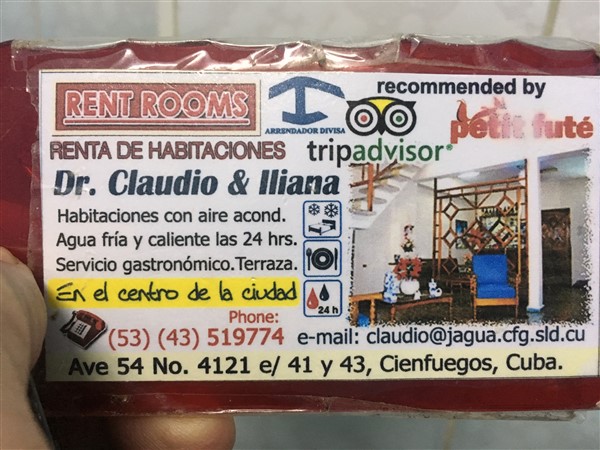 RENT ROOMS
ARRENDADOR DIVISA
recommended by
tripadvisor®
petit futé
RENTA DE HABITACIONES
Dr. Claudio & Iliana
Habitaciones con aire acond.
Agua fría y caliente las 24 hrs.
Servicio gastronómico.Terraza.
En el centro de la ciudad
24 h
Phone:
(53) (43) 519774
e-mail: claudio@jagua.cfg.sld.cu
Ave 54 No. 4121 e/ 41 y 43, Cienfuegos, Cuba.